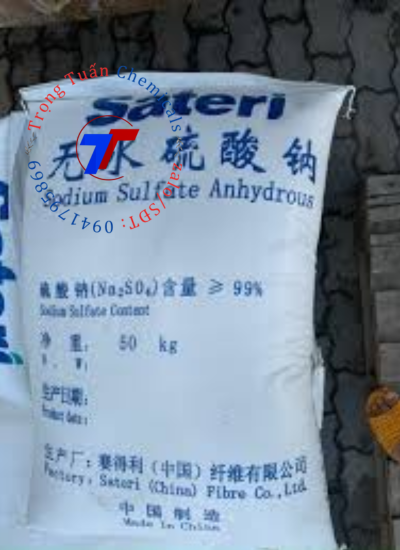 Sateri
Trọng Tuấn Chemicals
zalo/SĐT: 0941795869
TT
无水硫酸钠
Sodium Sulfate Anhydrous
硫酸钠(Na₂SO₄)含量 ≥ 99%
Sodium Sulfate Content
净 重: 50 kg
N. W:
生产日期:
Product date:
生产厂: 赛得利（中国）纤维有限公司
Factory: Sateri (China) Fibre Co., Ltd.
中国制造
Made in China